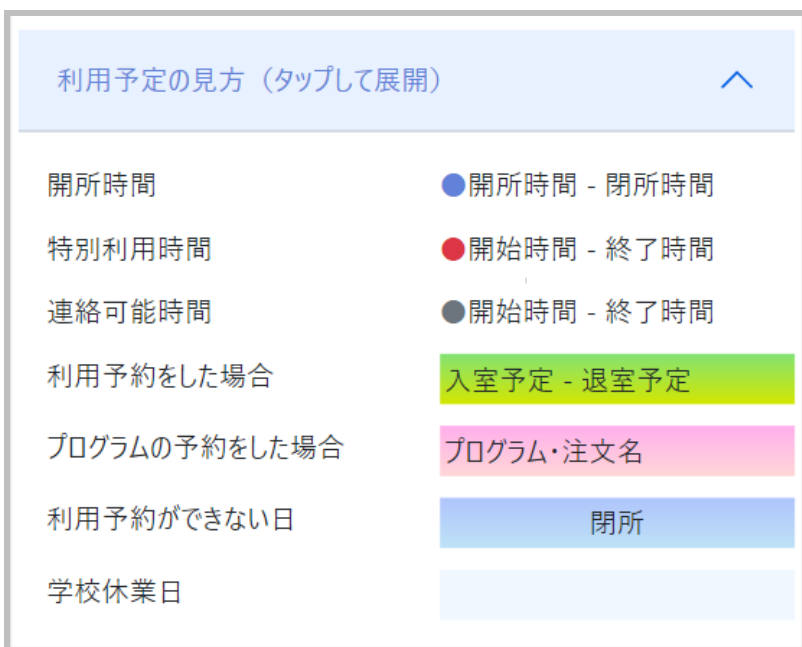 利用予定の見方（タップして展開）
開所時間 ●開所時間 - 閉所時間
特別利用時間 ●開始時間 - 終了時間
連絡可能時間 ●開始時間 - 終了時間
利用予約をした場合 入室予定 - 退室予定
プログラムの予約をした場合 プログラム・注文名
利用予約ができない日 閉所
学校休業日